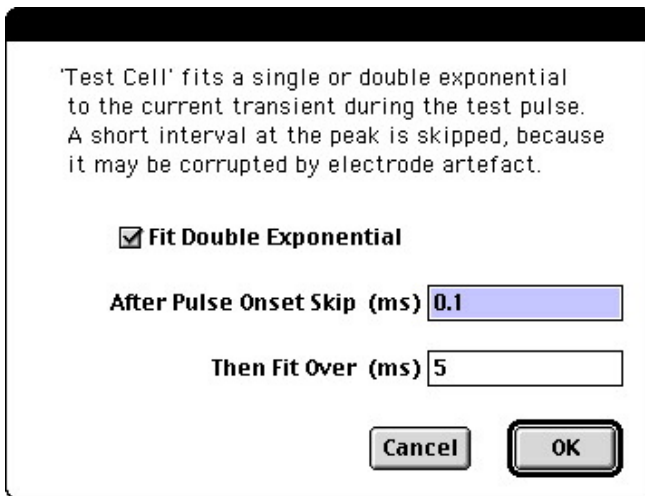 'Test Cell' fits a single or double exponential
to the current transient during the test pulse.
A short interval at the peak is skipped, because
it may be corrupted by electrode artefact.
Fit Double Exponential
After Pulse Onset Skip (ms) 0.1
Then Fit Over (ms) 5
Cancel OK